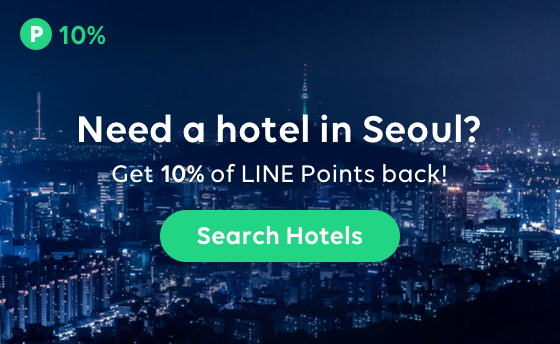 P 10%
Need a hotel in Seoul?
Get 10% of LINE Points back!
Search Hotels